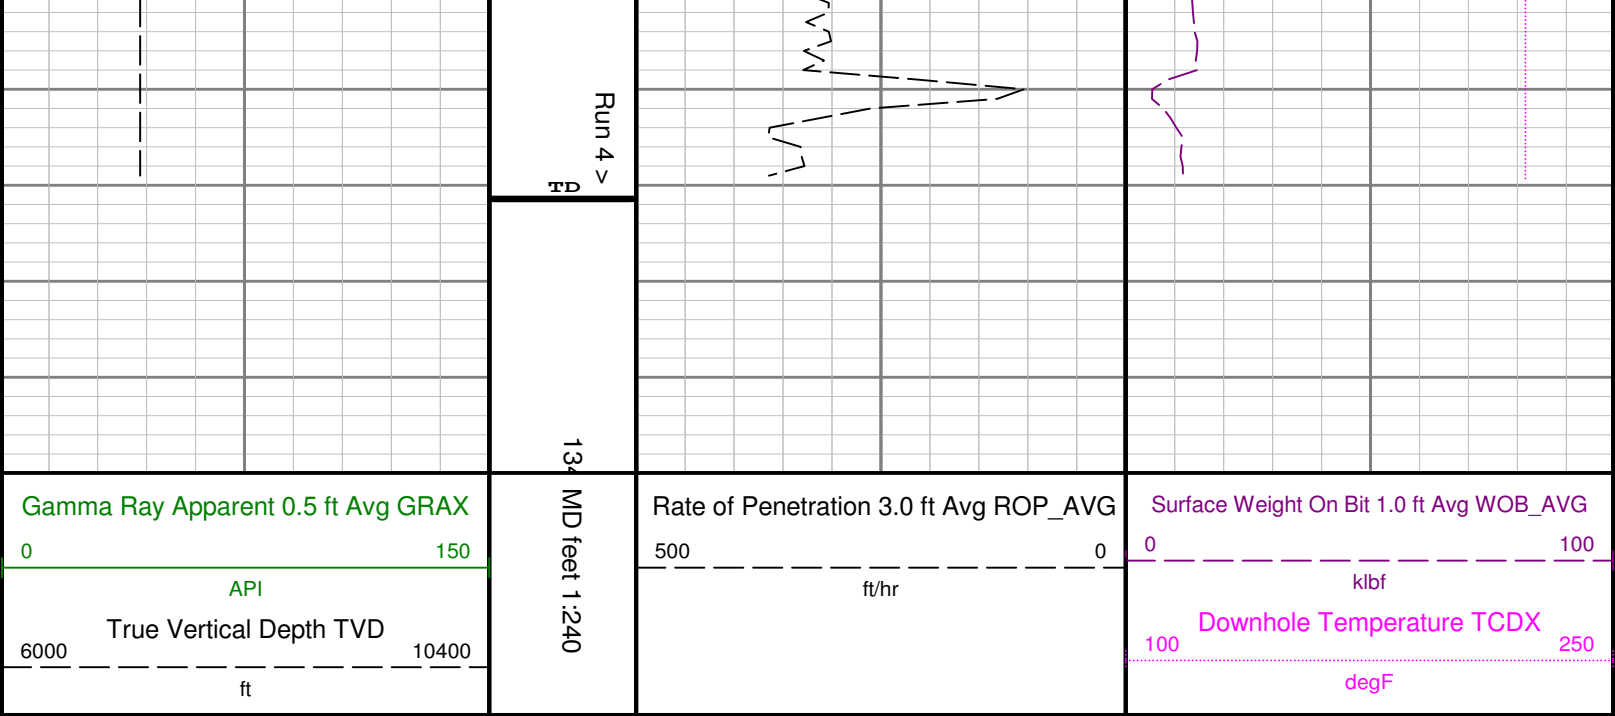 Run 4 >
TD
134
MD feet 1:240
Gamma Ray Apparent 0.5 ft Avg GRAX
0 150
API
True Vertical Depth TVD
6000 10400
ft
Rate of Penetration 3.0 ft Avg ROP_AVG
500 0
ft/hr
Surface Weight On Bit 1.0 ft Avg WOB_AVG
0 100
klbf
Downhole Temperature TCDX
100 250
degF